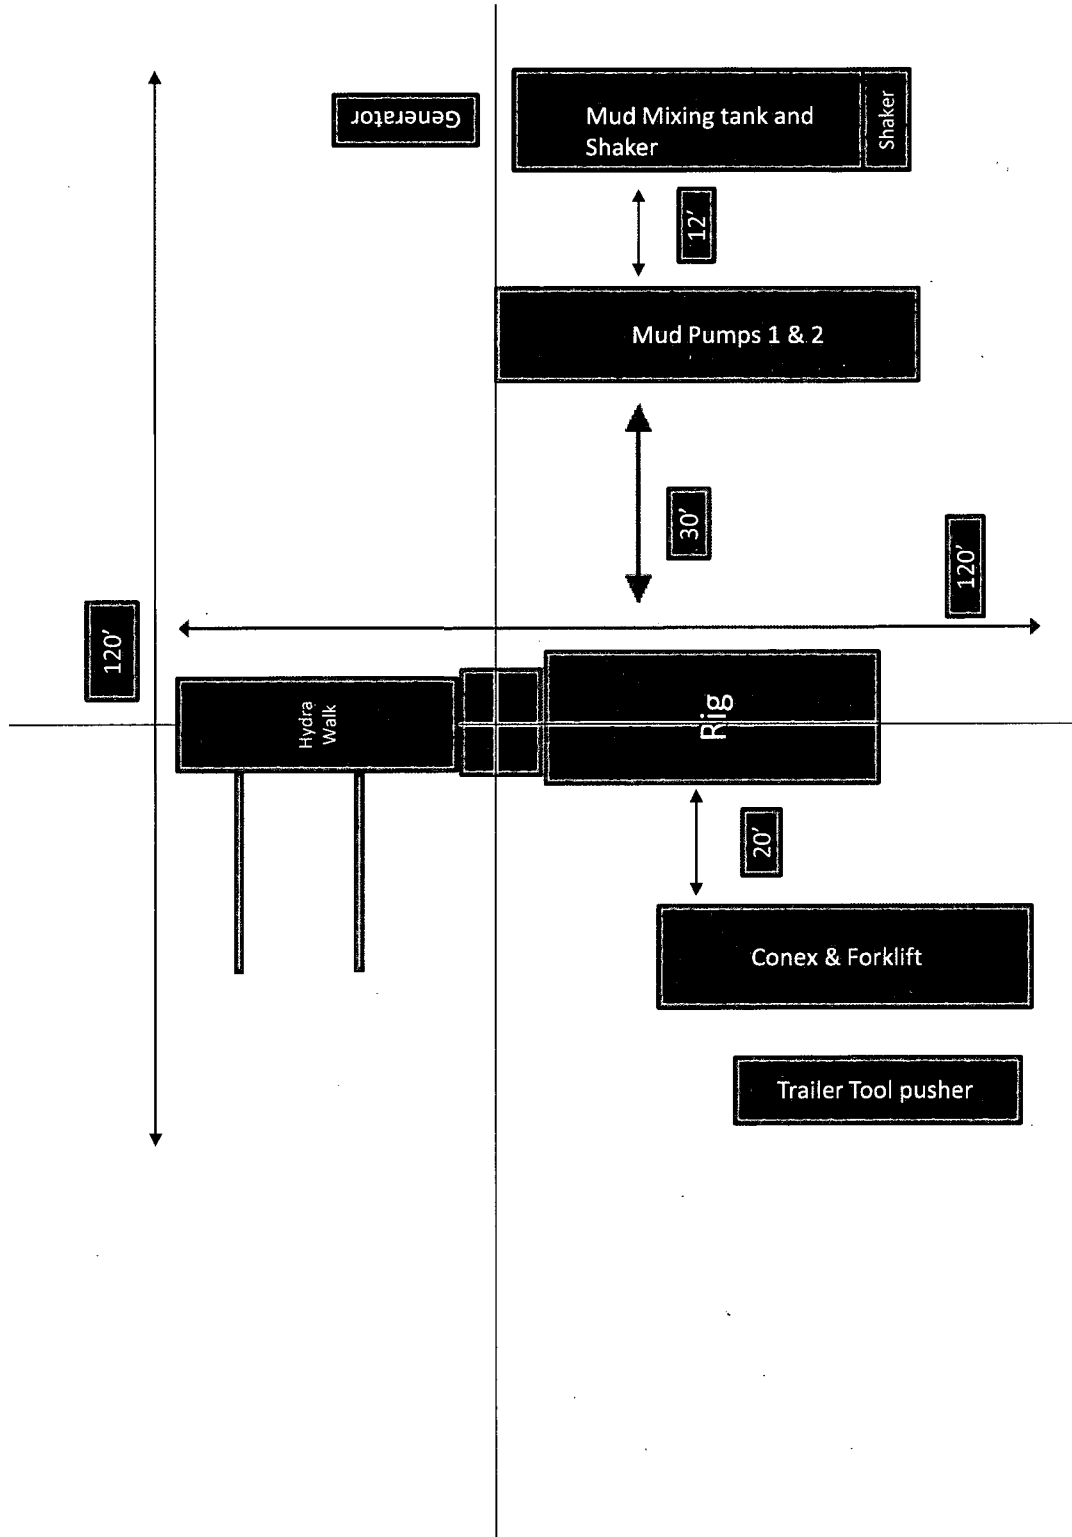 Generator
Mud Mixing tank and
Shaker
Shaker
12'
Mud Pumps 1 & 2
30'
120'
120'
Hydra
Walk
Rig
20'
Conex & Forklift
Trailer Tool pusher